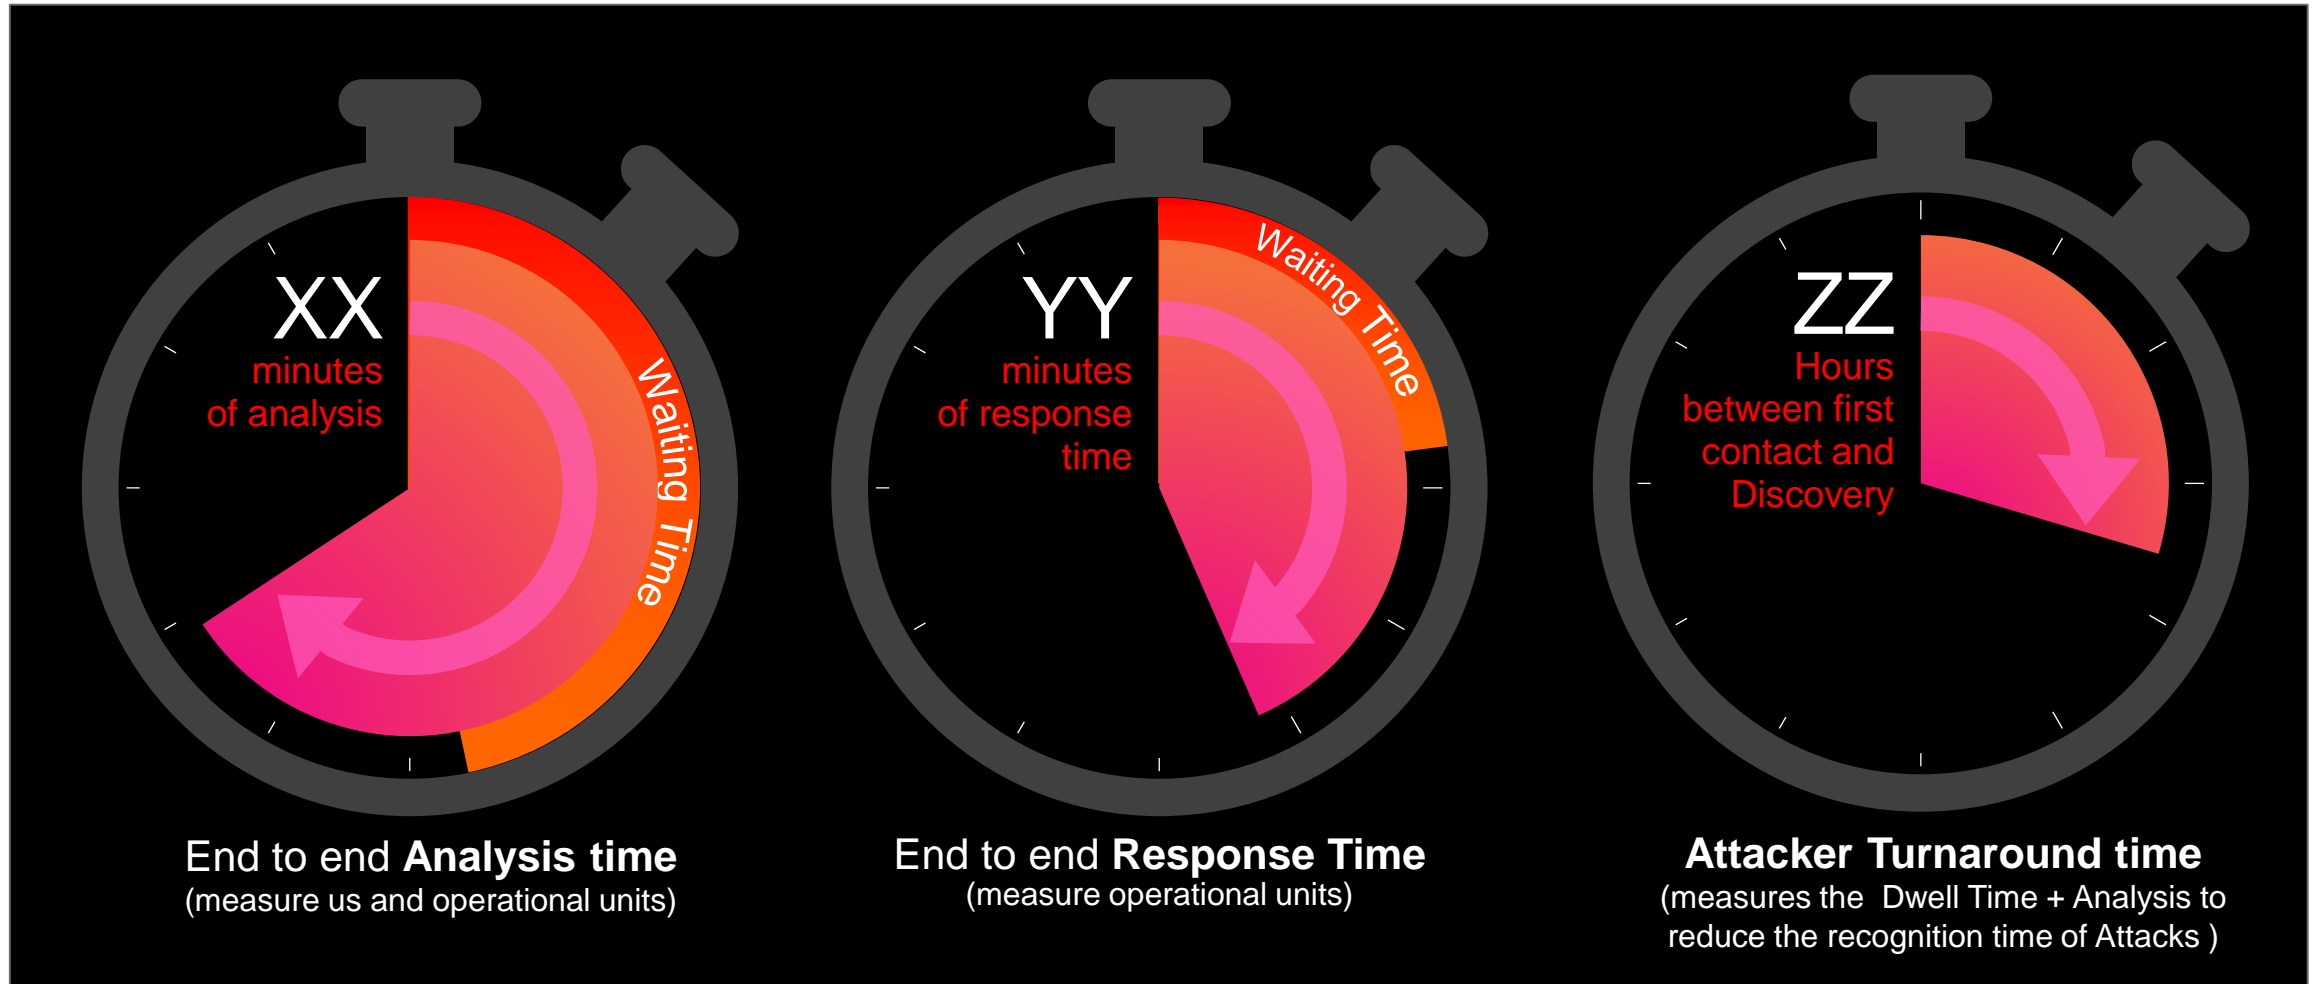 XX
minutes
of analysis
Waiting Time
End to end Analysis time
(measure us and operational units)
YY
minutes
of response
time
Waiting Time
End to end Response Time
(measure operational units)
ZZ
Hours
between first
contact and
Discovery
Attacker Turnaround time
(measures the Dwell Time + Analysis to
reduce the recognition time of Attacks )